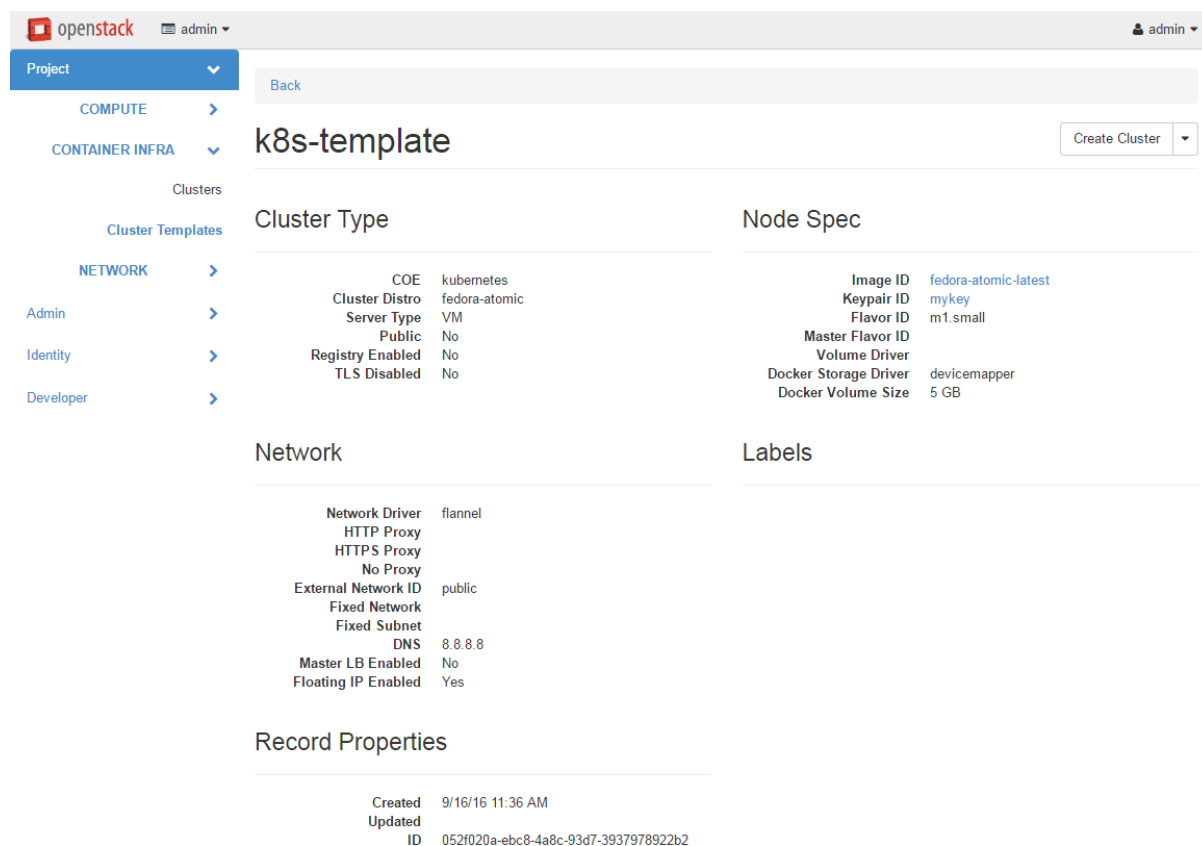 openstack admin admin
Project
COMPUTE
CONTAINER INFRA
Clusters
Cluster Templates
NETWORK
Admin
Identity
Developer
Back
k8s-template
Create Cluster
Cluster Type
COE kubernetes
Cluster Distro fedora-atomic
Server Type VM
Public No
Registry Enabled No
TLS Disabled No
Node Spec
Image ID fedora-atomic-latest
Keypair ID mykey
Flavor ID m1.small
Master Flavor ID
Volume Driver
Docker Storage Driver devicemapper
Docker Volume Size 5 GB
Network
Network Driver flannel
HTTP Proxy
HTTPS Proxy
No Proxy
External Network ID public
Fixed Network
Fixed Subnet
DNS 8.8.8.8
Master LB Enabled No
Floating IP Enabled Yes
Labels
Record Properties
Created 9/16/16 11:36 AM
Updated
ID 052f020a-ebc8-4a8c-93d7-3937978922b2